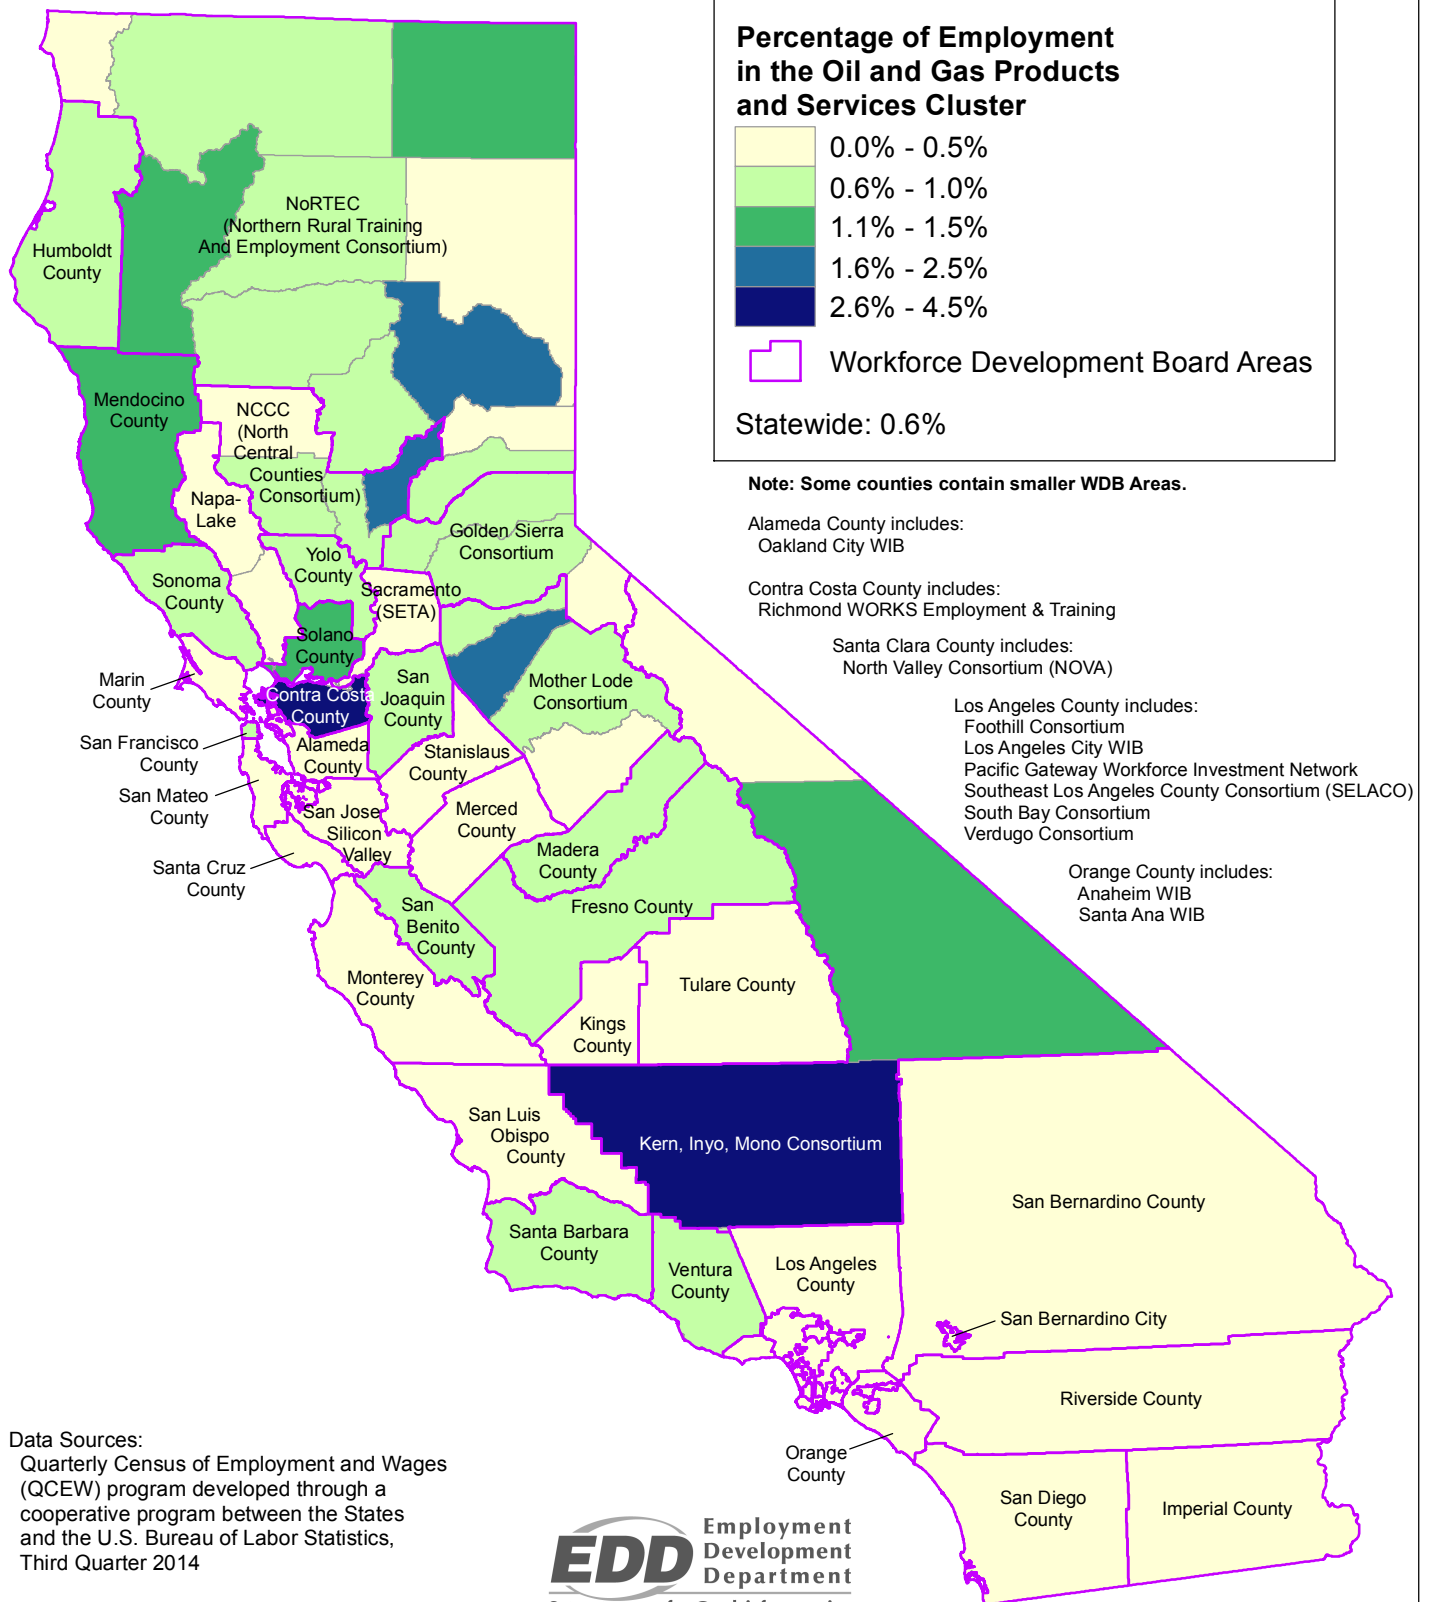 Percentage of Employment
in the Oil and Gas Products
and Services Cluster
0.0% - 0.5%
0.6% - 1.0%
1.1% - 1.5%
1.6% - 2.5%
2.6% - 4.5%
Workforce Development Board Areas
Statewide: 0.6%
Note: Some counties contain smaller WDB Areas.
Alameda County includes:
Oakland City WIB
Contra Costa County includes:
Richmond WORKS Employment & Training
Santa Clara County includes:
North Valley Consortium (NOVA)
Los Angeles County includes:
Foothill Consortium
Los Angeles City WIB
Pacific Gateway Workforce Investment Network
Southeast Los Angeles County Consortium (SELACO)
South Bay Consortium
Verdugo Consortium
Orange County includes:
Anaheim WIB
Santa Ana WIB
NoRTEC
(Northern Rural Training
And Employment Consortium)
Humboldt
County
Mendocino
County
NCCC
(North
Central
Counties
Consortium)
Napa-
Lake
Golden Sierra
Consortium
Yolo
County
Sonoma
County
Sacramento
(SETA)
Solano
County
Marin
County
Contra Costa
County
San
Joaquin
County
Mother Lode
Consortium
San Francisco
County
Alameda
County
Stanislaus
County
San Mateo
County
San Jose
Silicon
Valley
Merced
County
Santa Cruz
County
Madera
County
San
Benito
County
Fresno County
Monterey
County
Kings
County
Tulare County
San Luis
Obispo
County
Kern, Inyo, Mono Consortium
San Bernardino County
Santa Barbara
County
Ventura
County
Los Angeles
County
San Bernardino City
Riverside County
Orange
County
San Diego
County
Imperial County
Data Sources:
Quarterly Census of Employment and Wages
(QCEW) program developed through a
cooperative program between the States
and the U.S. Bureau of Labor Statistics,
Third Quarter 2014
EDD
Employment
Development
Department